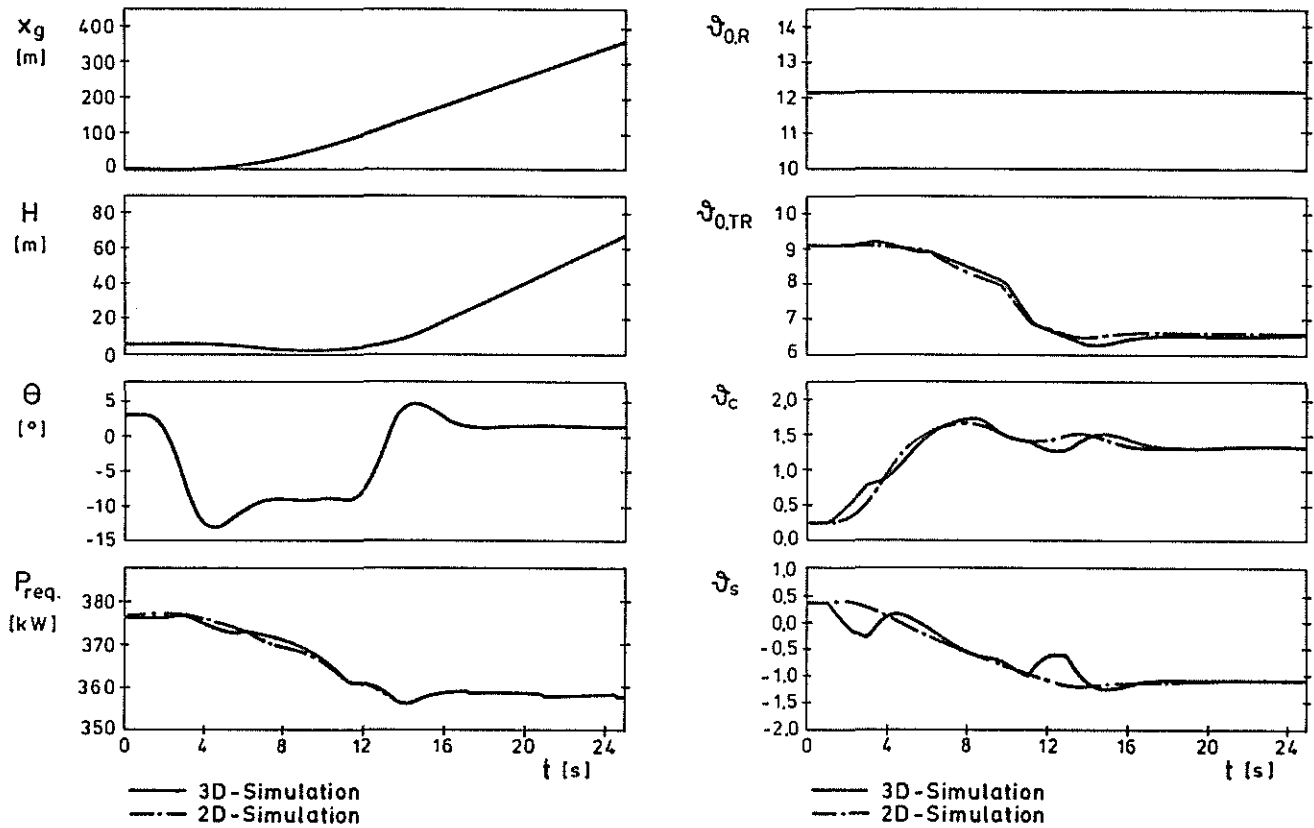 x_g
[m]
400
300
200
100
0
H
[m]
80
60
40
20
0
Θ
[°]
5
0
-5
-10
-15
P_req.
[kW]
380
370
360
350
0 4 8 12 16 20 24
t [s]
3D-Simulation
2D-Simulation
ϑ_0,R
14
13
12
11
10
ϑ_0,TR
10
9
8
7
6
ϑ_c
2,0
1,5
1,0
0,5
0,0
ϑ_s
1,0
0,5
0,0
-0,5
-1,0
-1,5
-2,0
0 4 8 12 16 20 24
t [s]
3D-Simulation
2D-Simulation